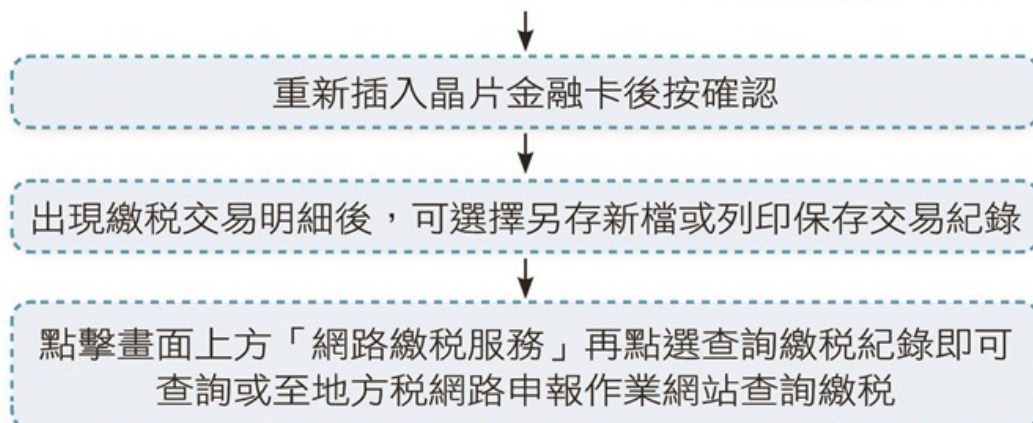 重新插入晶片金融卡後按確認
出現繳稅交易明細後，可選擇另存新檔或列印保存交易紀錄
點擊畫面上方「網路繳稅服務」再點選查詢繳稅紀錄即可
查詢或至地方稅網路申報作業網站查詢繳稅